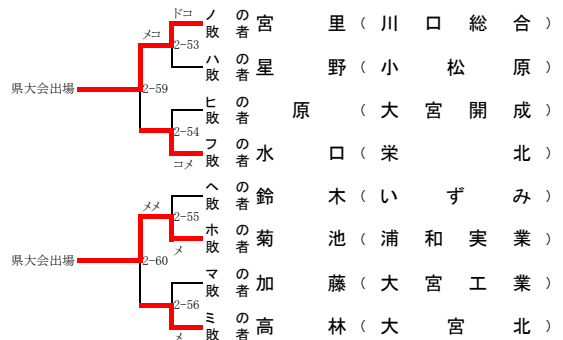 ドコ
ノの敗者 宮里（川口総合）
メコ
2-53
ハの敗者 星野（小松原）
県大会出場
2-59
ヒの敗者 原（大宮開成）
2-54
フの敗者 水口（栄北）
コメ
ヘの敗者 鈴木（いずみ）
メメ
2-55
ホの敗者 菊池（浦和実業）
メ
県大会出場
2-60
マの敗者 加藤（大宮工業）
2-56
ミの敗者 高林（大宮北）
メ